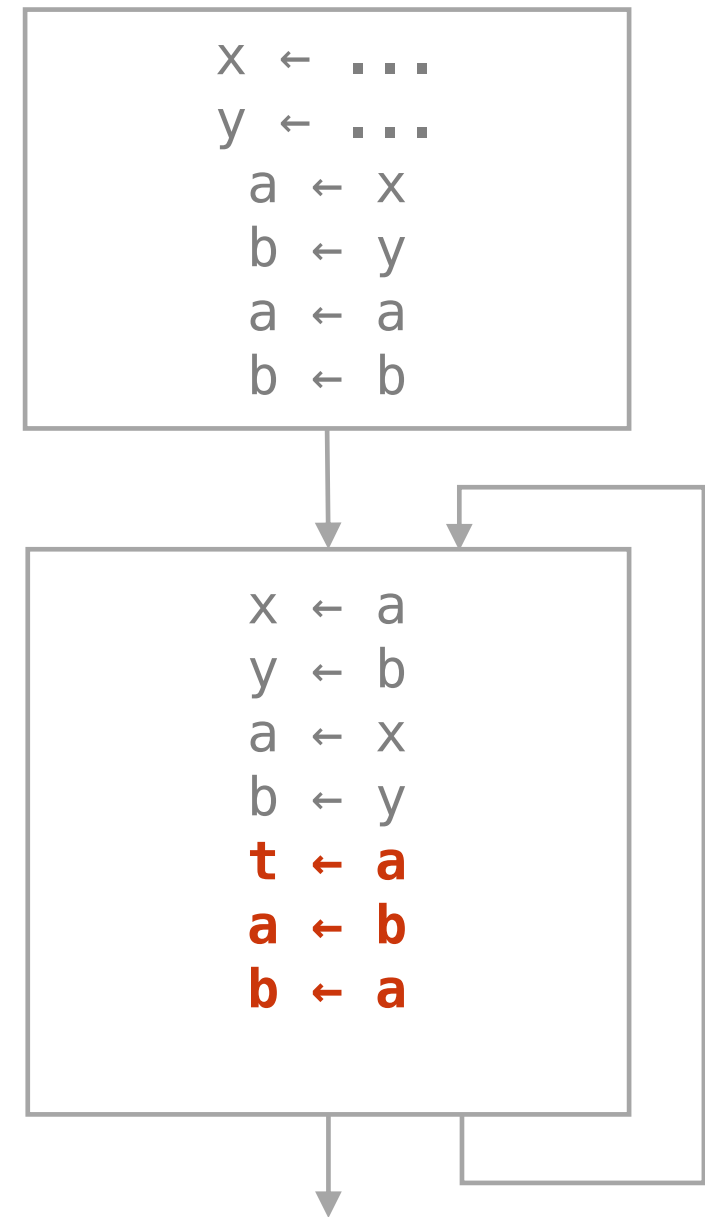 x ← ...
y ← ...
a ← x
b ← y
a ← a
b ← b
x ← a
y ← b
a ← x
b ← y
t ← a
a ← b
b ← a